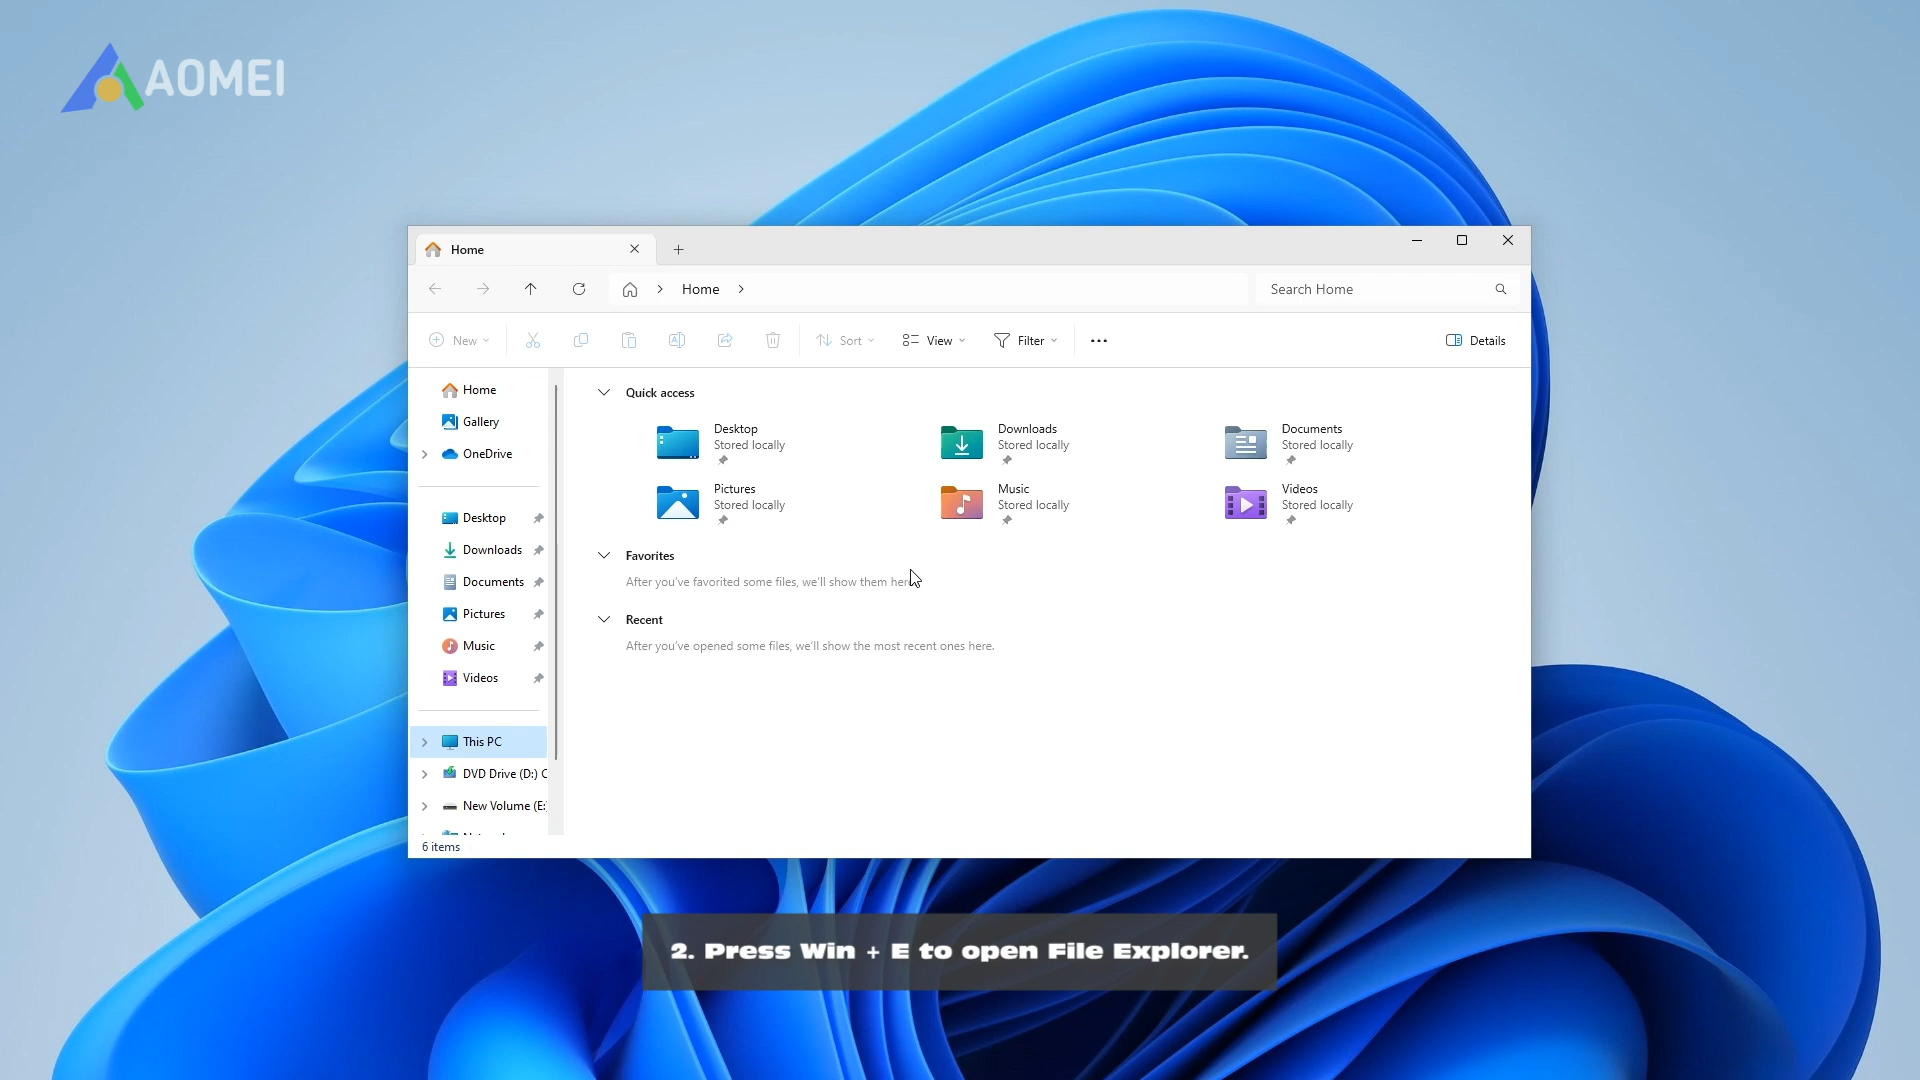 AOMEI
Home
Home
Search Home
New
Sort
View
Filter
Details
Home
Gallery
OneDrive
Desktop
Downloads
Documents
Pictures
Music
Videos
This PC
DVD Drive (D:) C
New Volume (E:
6 items
Quick access
Desktop
Stored locally
Downloads
Stored locally
Documents
Stored locally
Pictures
Stored locally
Music
Stored locally
Videos
Stored locally
Favorites
After you've favorited some files, we'll show them here
Recent
After you've opened some files, we'll show the most recent ones here.
2. Press Win + E to open File Explorer.